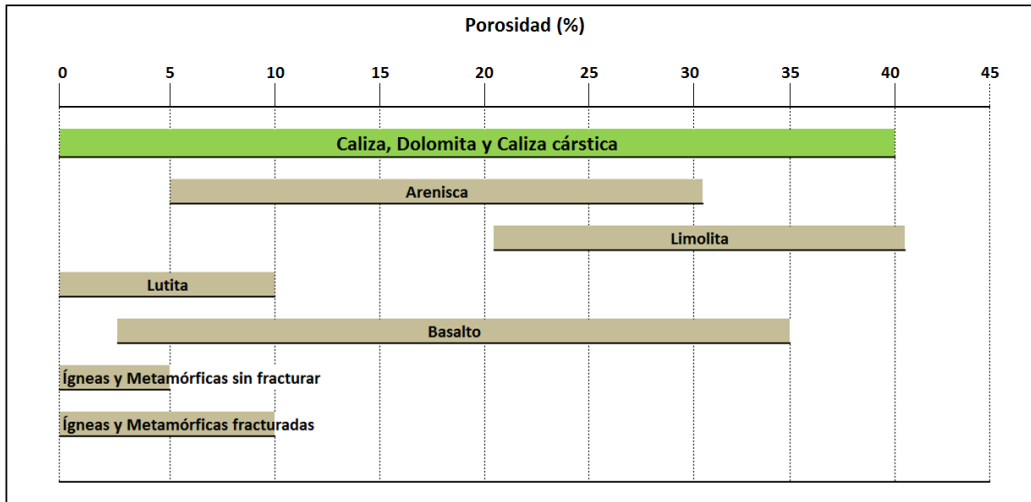 Porosidad (%)
0 5 10 15 20 25 30 35 40 45
Caliza, Dolomita y Caliza cárstica
Arenisca
Limolita
Lutita
Basalto
Ígneas y Metamórficas sin fracturar
Ígneas y Metamórficas fracturadas